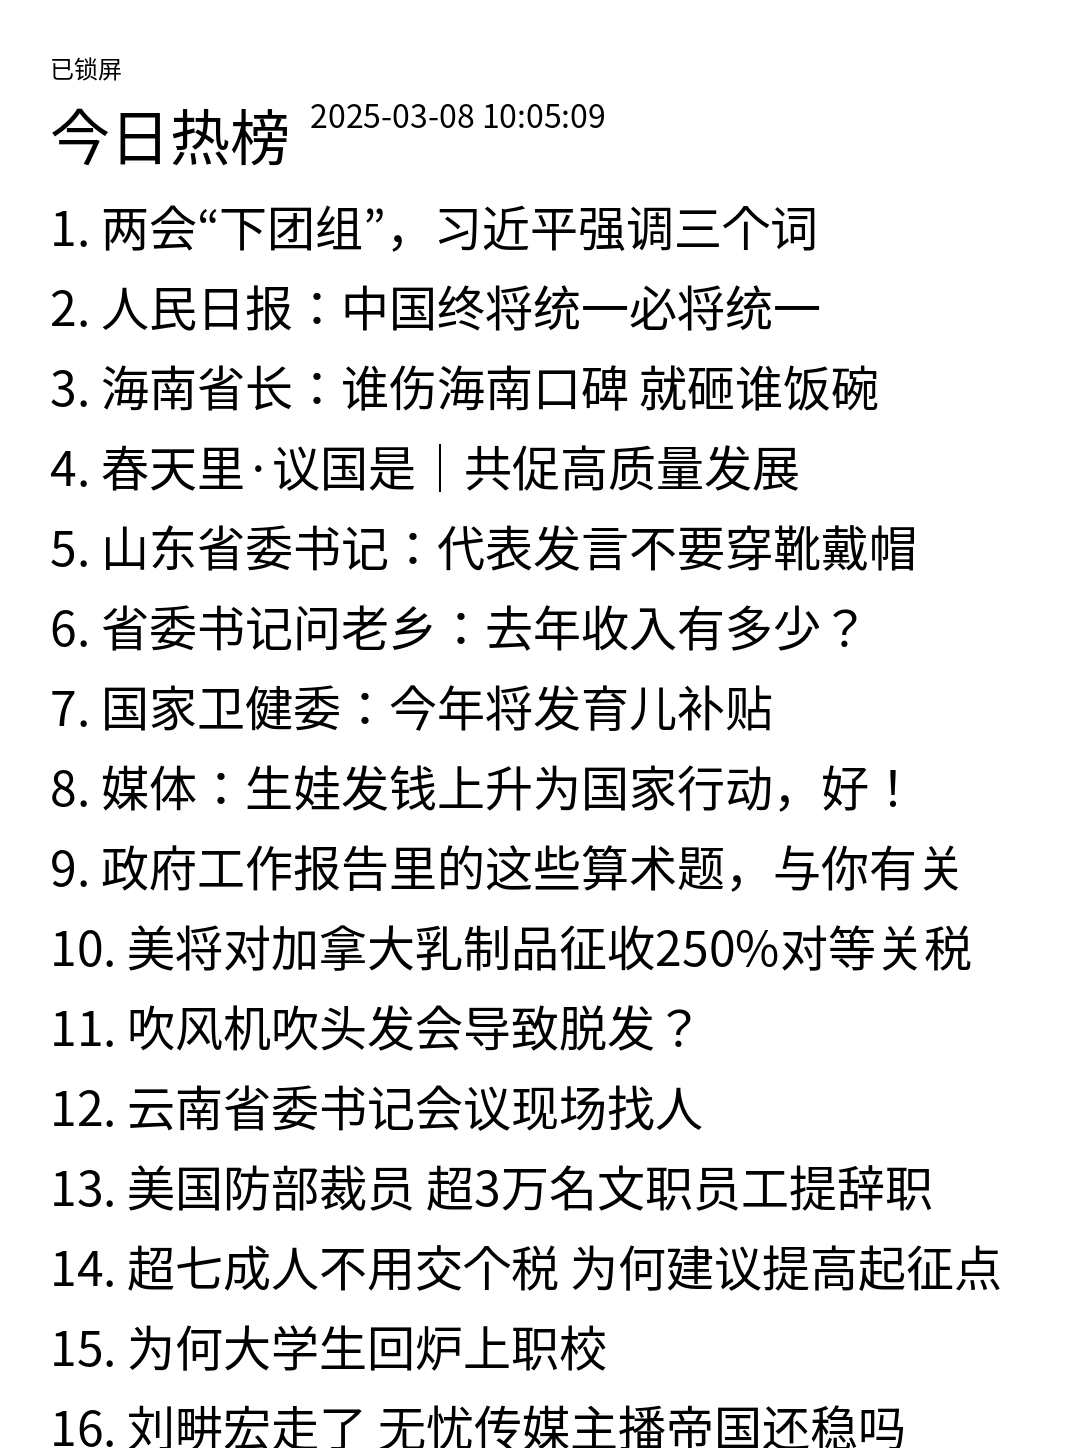 已锁屏
今日热榜 2025-03-08 10:05:09
1. 两会“下团组”，习近平强调三个词
2. 人民日报：中国终将统一必将统一
3. 海南省长：谁伤海南口碑 就砸谁饭碗
4. 春天里·议国是｜共促高质量发展
5. 山东省委书记：代表发言不要穿靴戴帽
6. 省委书记问老乡：去年收入有多少？
7. 国家卫健委：今年将发育儿补贴
8. 媒体：生娃发钱上升为国家行动，好！
9. 政府工作报告里的这些算术题，与你有关
10. 美将对加拿大乳制品征收250%对等关税
11. 吹风机吹头发会导致脱发？
12. 云南省委书记会议现场找人
13. 美国防部裁员 超3万名文职员工提辞职
14. 超七成人不用交个税 为何建议提高起征点
15. 为何大学生回炉上职校
16. 刘畊宏走了 无忧传媒主播帝国还稳吗